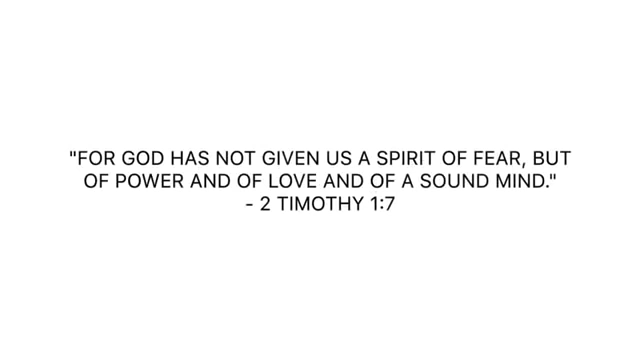 "FOR GOD HAS NOT GIVEN US A SPIRIT OF FEAR, BUT
OF POWER AND OF LOVE AND OF A SOUND MIND."
- 2 TIMOTHY 1:7